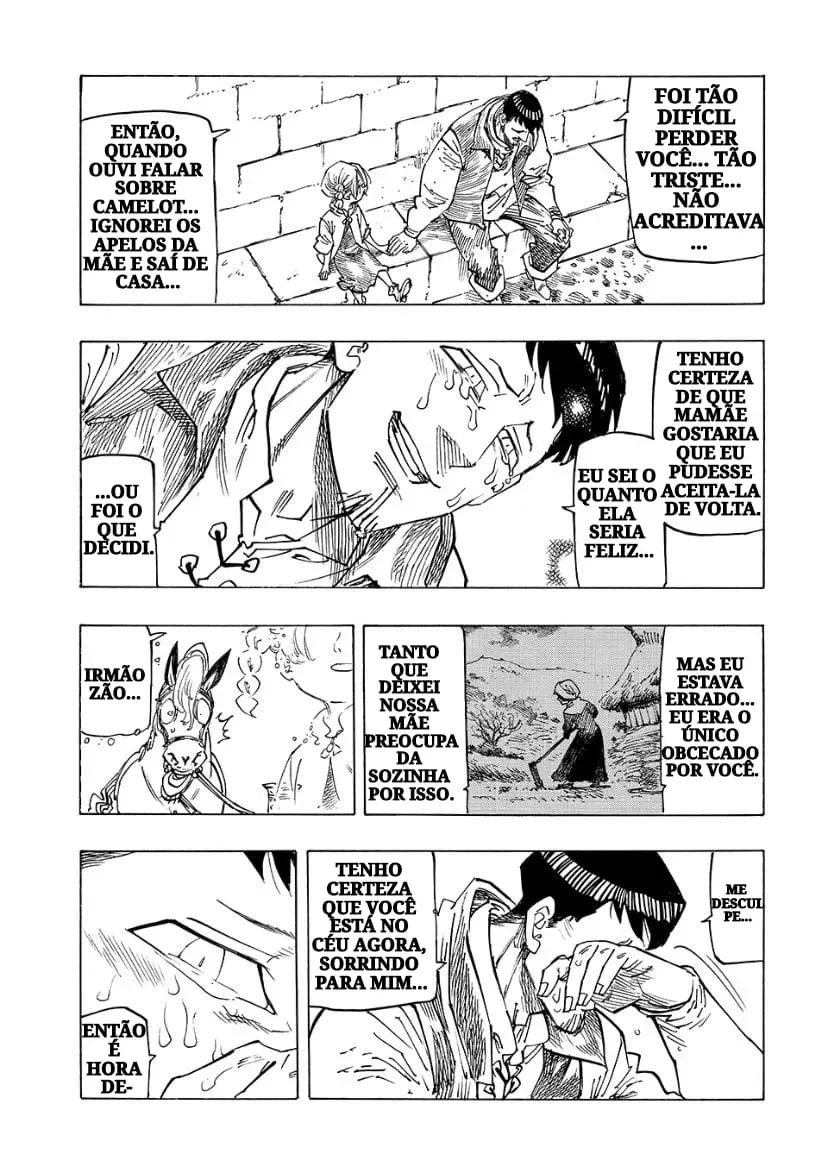 FOI TÃO
DIFÍCIL
PERDER
VOCÊ... TÃO
TRISTE...
NÃO
ACREDITAVA
...
ENTÃO,
QUANDO
OUVI FALAR
SOBRE
CAMELOT...
IGNOREI OS
APELOS DA
MÃE E SAÍ DE
CASA...
TENHO
CERTEZA
DE QUE
MAMÃE
GOSTARIA
QUE EU
PUDESSE
ACEITA-LA
DE VOLTA.
EU SEI O
QUANTO
ELA
SERIA
FELIZ...
...OU
FOI O
QUE
DECIDI.
MAS EU
ESTAVA
ERRADO...
EU ERA O
ÚNICO
OBCECADO
POR VOCÊ.
TANTO
QUE
DEIXEI
NOSSA
MÃE
PREOCUPA
DA
SOZINHA
POR ISSO.
IRMÃO
ZÃO...
ME
DESCUL
PE...
TENHO
CERTEZA
QUE VOCÊ
ESTÁ NO
CÉU AGORA,
SORRINDO
PARA MIM...
ENTÃO
É
HORA
DE-